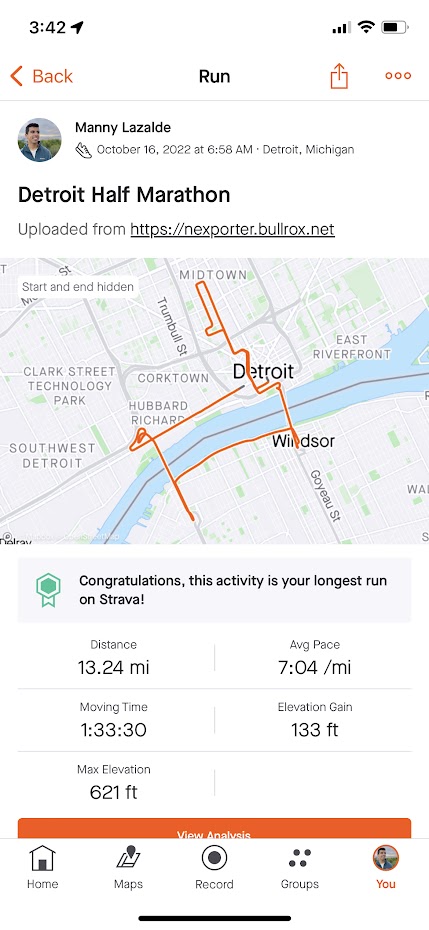 3:42
Back
Run
Manny Lazalde
October 16, 2022 at 6:58 AM · Detroit, Michigan
Detroit Half Marathon
Uploaded from https://nexporter.bullrox.net
Start and end hidden
MIDTOWN
Trumbull St
EAST
RIVERFRONT
Detroit
CLARK STREET
TECHNOLOGY
PARK
CORKTOWN
HUBBARD
RICHARD
SOUTHWEST
DETROIT
Windsor
Goyeau St
Delray
Congratulations, this activity is your longest run
on Strava!
Distance
13.24 mi
Avg Pace
7:04 /mi
Moving Time
1:33:30
Elevation Gain
133 ft
Max Elevation
621 ft
View Analysis
Home
Maps
Record
Groups
You